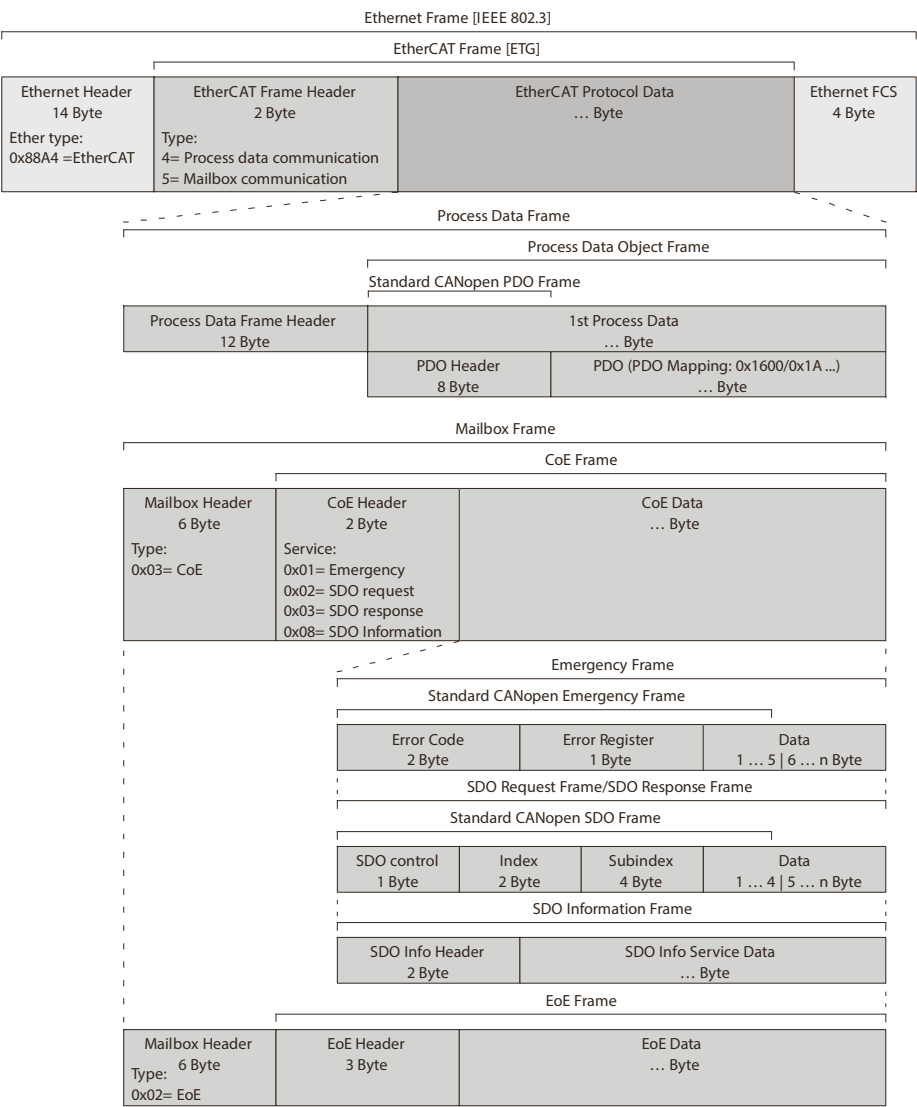 Ethernet Frame [IEEE 802.3]
EtherCAT Frame [ETG]
Ethernet Header
14 Byte
Ether type:
0x88A4 =EtherCAT
EtherCAT Frame Header
2 Byte
Type:
4= Process data communication
5= Mailbox communication
EtherCAT Protocol Data
… Byte
Ethernet FCS
4 Byte
Process Data Frame
Process Data Object Frame
Standard CANopen PDO Frame
Process Data Frame Header
12 Byte
1st Process Data
… Byte
PDO Header
8 Byte
PDO (PDO Mapping: 0x1600/0x1A ...)
… Byte
Mailbox Frame
CoE Frame
Mailbox Header
6 Byte
Type:
0x03= CoE
CoE Header
2 Byte
Service:
0x01= Emergency
0x02= SDO request
0x03= SDO response
0x08= SDO Information
CoE Data
… Byte
Emergency Frame
Standard CANopen Emergency Frame
Error Code
2 Byte
Error Register
1 Byte
Data
1 … 5 | 6 … n Byte
SDO Request Frame/SDO Response Frame
Standard CANopen SDO Frame
SDO control
1 Byte
Index
2 Byte
Subindex
4 Byte
Data
1 … 4 | 5 … n Byte
SDO Information Frame
SDO Info Header
2 Byte
SDO Info Service Data
… Byte
EoE Frame
Mailbox Header
6 Byte
Type:
0x02= EoE
EoE Header
3 Byte
EoE Data
… Byte